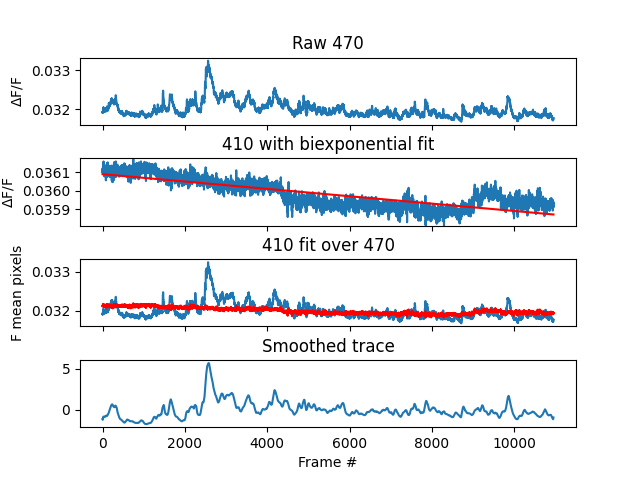 Raw 470
ΔF/F
0.033
0.032
410 with biexponential fit
ΔF/F
0.0361
0.0360
0.0359
410 fit over 470
F mean pixels
0.033
0.032
Smoothed trace
5
0
0 2000 4000 6000 8000 10000
Frame #